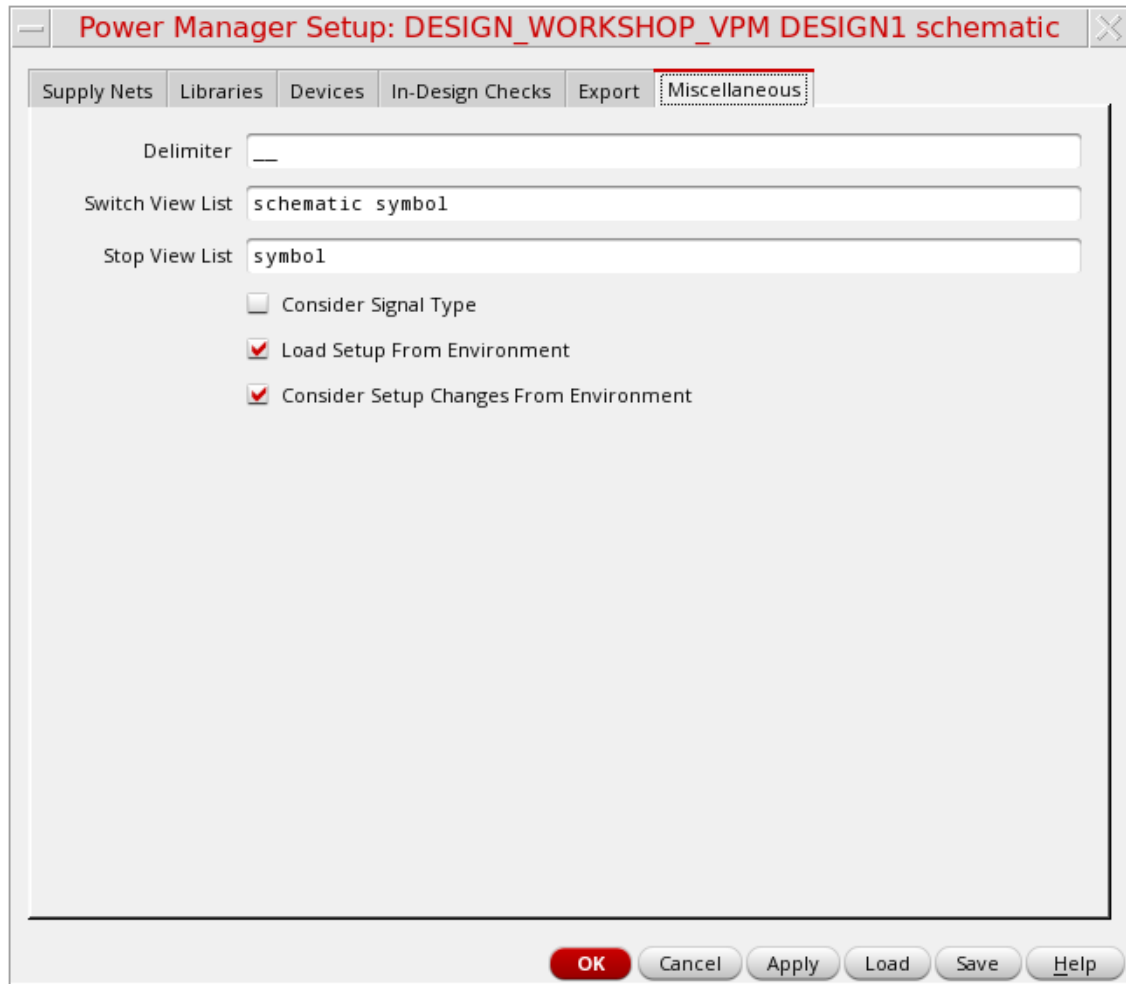 Power Manager Setup: DESIGN_WORKSHOP_VPM DESIGN1 schematic
Supply Nets Libraries Devices In-Design Checks Export Miscellaneous
Delimiter __
Switch View List schematic symbol
Stop View List symbol
Consider Signal Type
Load Setup From Environment
Consider Setup Changes From Environment
OK Cancel Apply Load Save Help